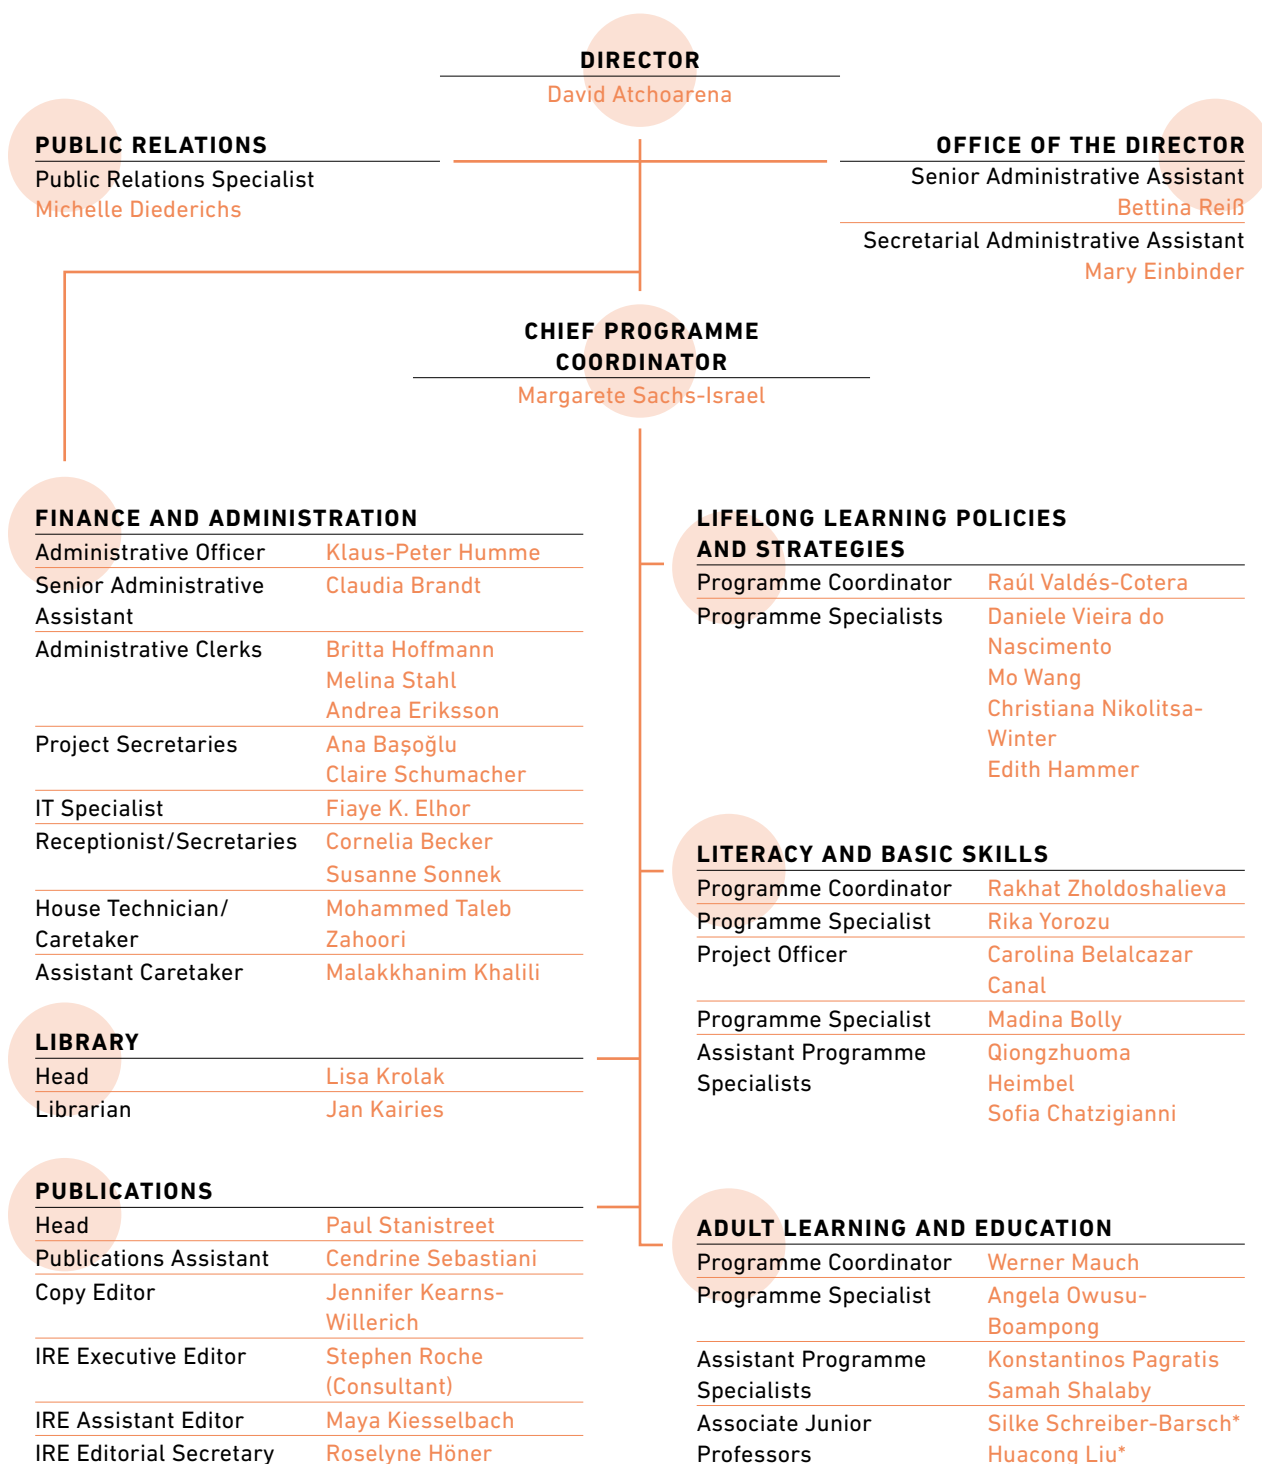 DIRECTOR
David Atchoarena
PUBLIC RELATIONS
Public Relations Specialist
Michelle Diederichs
OFFICE OF THE DIRECTOR
Senior Administrative Assistant
Bettina Reiß
Secretarial Administrative Assistant
Mary Einbinder
CHIEF PROGRAMME
COORDINATOR
Margarete Sachs-Israel
FINANCE AND ADMINISTRATION
Administrative Officer Klaus-Peter Humme
Senior Administrative Claudia Brandt
Assistant
Administrative Clerks Britta Hoffmann
Melina Stahl
Andrea Eriksson
Project Secretaries Ana Başoğlu
Claire Schumacher
IT Specialist Fiaye K. Elhor
Receptionist/Secretaries Cornelia Becker
Susanne Sonnek
House Technician/ Mohammed Taleb
Caretaker Zahoori
Assistant Caretaker Malakkhanim Khalili
LIBRARY
Head Lisa Krolak
Librarian Jan Kairies
PUBLICATIONS
Head Paul Stanistreet
Publications Assistant Cendrine Sebastiani
Copy Editor Jennifer Kearns-
Willerich
IRE Executive Editor Stephen Roche
(Consultant)
IRE Assistant Editor Maya Kiesselbach
IRE Editorial Secretary Roselyne Höner
LIFELONG LEARNING POLICIES
AND STRATEGIES
Programme Coordinator Raúl Valdés-Cotera
Programme Specialists Daniele Vieira do
Nascimento
Mo Wang
Christiana Nikolitsa-
Winter
Edith Hammer
LITERACY AND BASIC SKILLS
Programme Coordinator Rakhat Zholdoshalieva
Programme Specialist Rika Yorozu
Project Officer Carolina Belalcazar
Canal
Programme Specialist Madina Bolly
Assistant Programme Qiongzhuoma
Specialists Heimbel
Sofia Chatzigianni
ADULT LEARNING AND EDUCATION
Programme Coordinator Werner Mauch
Programme Specialist Angela Owusu-
Boampong
Assistant Programme Konstantinos Pagratis
Specialists Samah Shalaby
Associate Junior Silke Schreiber-Barsch*
Professors Huacong Liu*